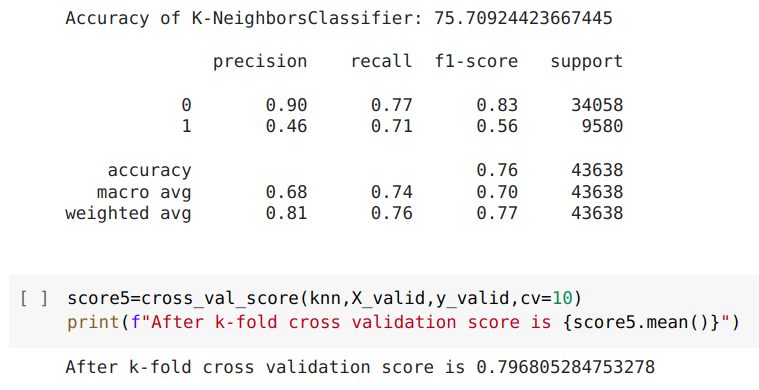 Accuracy of K-NeighborsClassifier: 75.70924423667445
precision recall f1-score support
0 0.90 0.77 0.83 34058
1 0.46 0.71 0.56 9580
accuracy 0.76 43638
macro avg 0.68 0.74 0.70 43638
weighted avg 0.81 0.76 0.77 43638
[ ] score5=cross_val_score(knn,X_valid,y_valid,cv=10)
print(f"After k-fold cross validation score is {score5.mean()}")
After k-fold cross validation score is 0.796805284753278